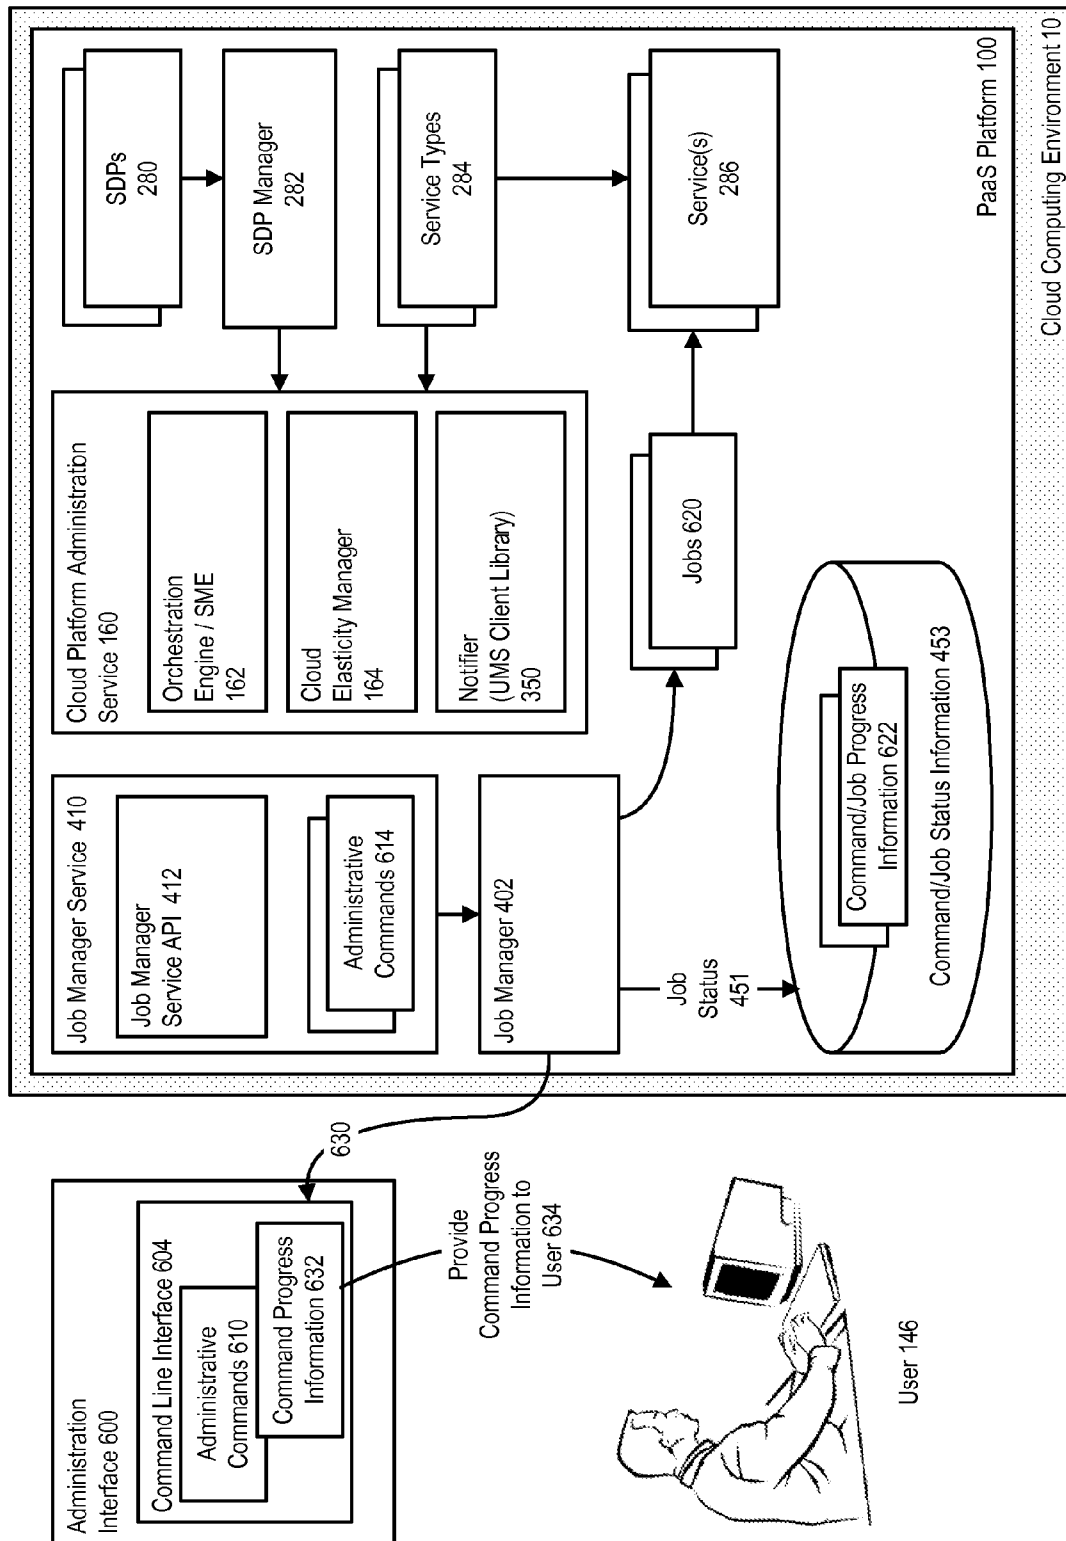 Administration
Interface 600
Command Line Interface 604
Administrative
Commands 610
Command Progress
Information 632
630
Provide
Command Progress
Information to
User 634
User 146
Job Manager Service 410
Job Manager
Service API 412
Administrative
Commands 614
Job Manager 402
Job
Status
451
Cloud Platform Administration
Service 160
Orchestration
Engine / SME
162
Cloud
Elasticity Manager
164
Notifier
(UMS Client Library)
350
SDPs
280
SDP Manager
282
Service Types
284
Service(s)
286
Jobs 620
Command/Job Progress
Information 622
Command/Job Status Information 453
PaaS Platform 100
Cloud Computing Environment 10